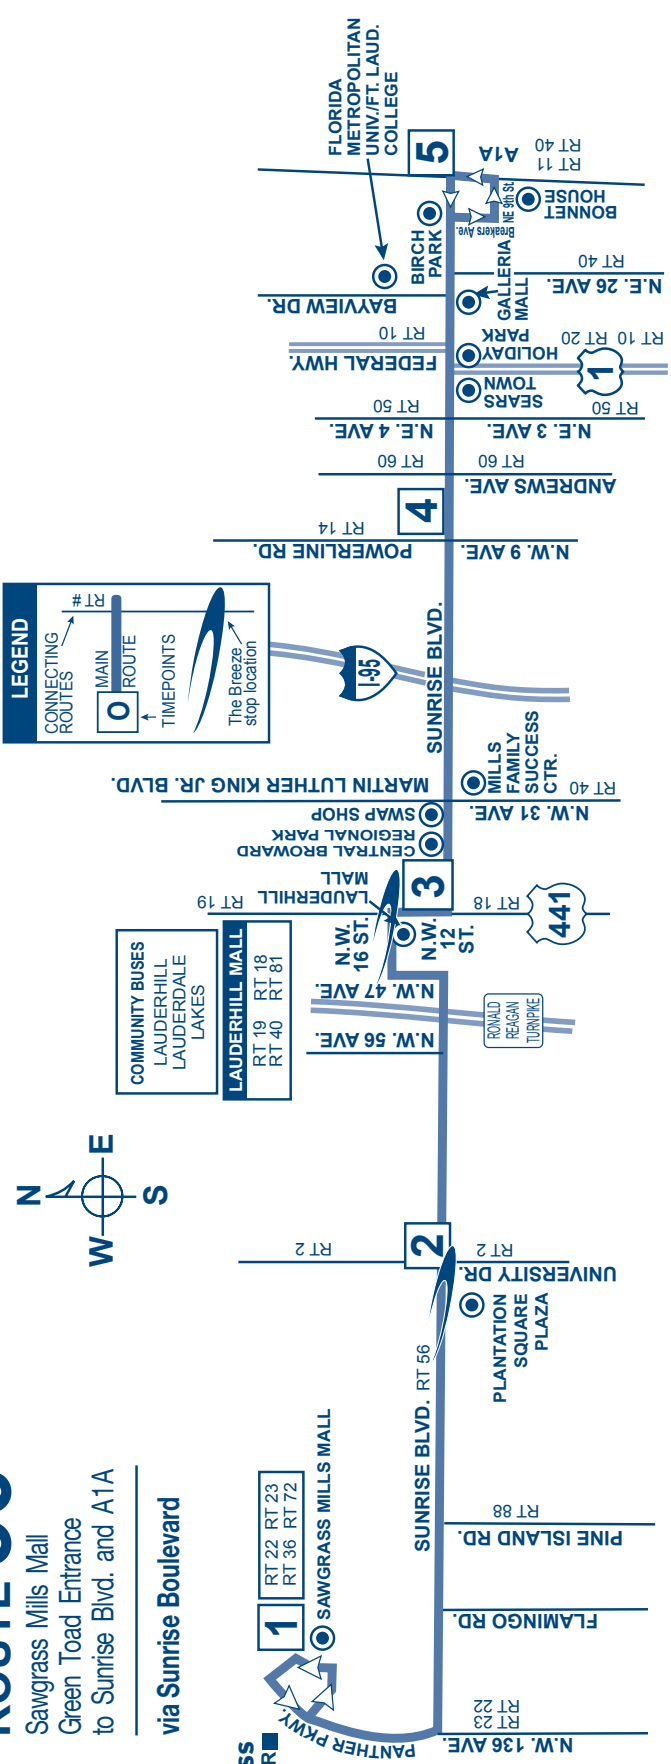 Sawgrass Mills Mall
Green Toad Entrance
to Sunrise Blvd. and A1A
via Sunrise Boulevard
N
W
E
S
LEGEND
CONNECTING
ROUTES
RT #
O
MAIN
ROUTE
TIMEPOINTS
The Breeze
stop location
COMMUNITY BUSES
LAUDERHILL
LAUDERDALE
LAKES
LAUDERHILL MALL
RT 19 RT 18
RT 40 RT 81
1
RT 22 RT 23
RT 36 RT 72
SAWGRASS MILLS MALL
PANTHER PKWY.
N.W. 136 AVE.
RT 23
RT 22
FLAMINGO RD.
PINE ISLAND RD.
RT 88
SUNRISE BLVD. RT 56
PLANTATION
SQUARE
PLAZA
2
RT 2
UNIVERSITY DR.
RT 2
N.W. 56 AVE.
RONALD
REAGAN
TURNPIKE
N.W. 47 AVE.
N.W.
16 ST.
N.W.
12
ST.
LAUDERHILL
MALL
RT 19
3
RT 18
441
CENTRAL BROWARD
REGIONAL PARK
SWAP SHOP
MARTIN LUTHER KING JR. BLVD.
N.W. 31 AVE.
RT 40
MILLS
FAMILY
SUCCESS
CTR.
SUNRISE BLVD.
I-95
POWERLINE RD.
RT 14
N.W. 9 AVE.
4
ANDREWS AVE.
RT 60
RT 60
N.E. 4 AVE.
RT 50
N.E. 3 AVE.
RT 50
SEARS
TOWN
HOLIDAY
PARK
FEDERAL HWY.
RT 10
1
RT 10 RT 20
BAYVIEW DR.
GALLERIA
MALL
N.E. 26 AVE.
RT 40
FLORIDA
METROPOLITAN
UNIV./FT. LAUD.
COLLEGE
BIRCH
PARK
5
Breakers Ave.
NE 9th St.
BONNET
HOUSE
A1A
RT 11
RT 40